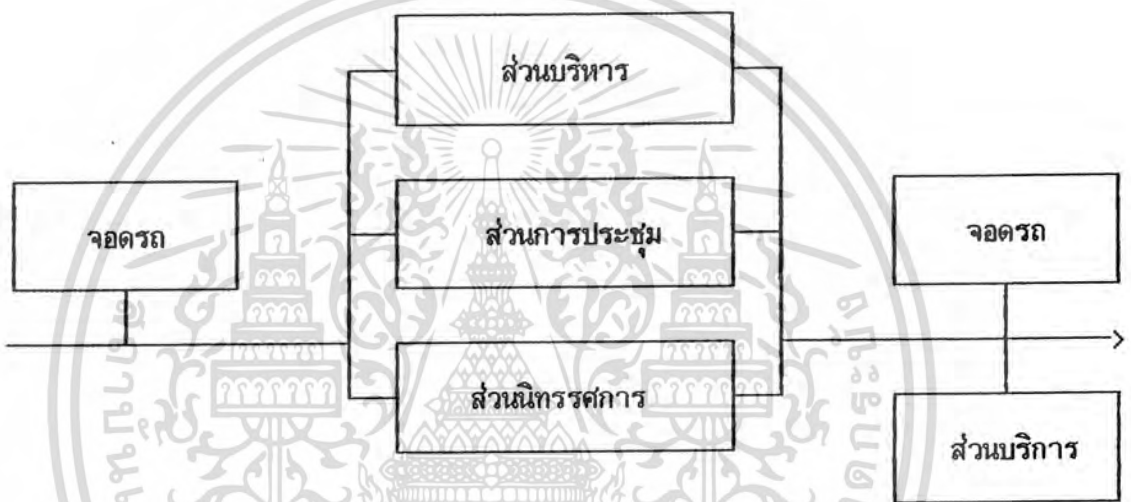 ส่วนบริหาร
จอดรถ
ส่วนการประชุม
จอดรถ
ส่วนนิทรรศการ
ส่วนบริการ